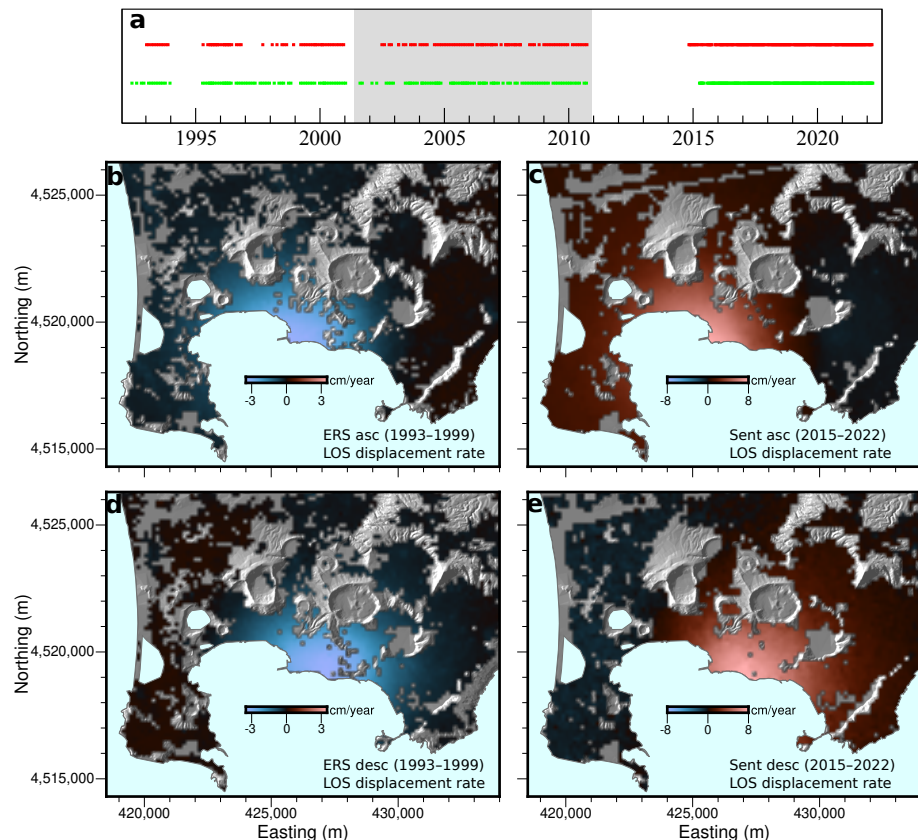 a
1995 2000 2005 2010 2015 2020
b
c
4,525,000
4,520,000
4,515,000
Northing (m)
-3 0 3 cm/year
ERS asc (1993–1999)
LOS displacement rate
-8 0 8 cm/year
Sent asc (2015–2022)
LOS displacement rate
d
e
4,525,000
4,520,000
4,515,000
Northing (m)
-3 0 3 cm/year
ERS desc (1993–1999)
LOS displacement rate
-8 0 8 cm/year
Sent desc (2015–2022)
LOS displacement rate
420,000 425,000 430,000
Easting (m)
420,000 425,000 430,000
Easting (m)